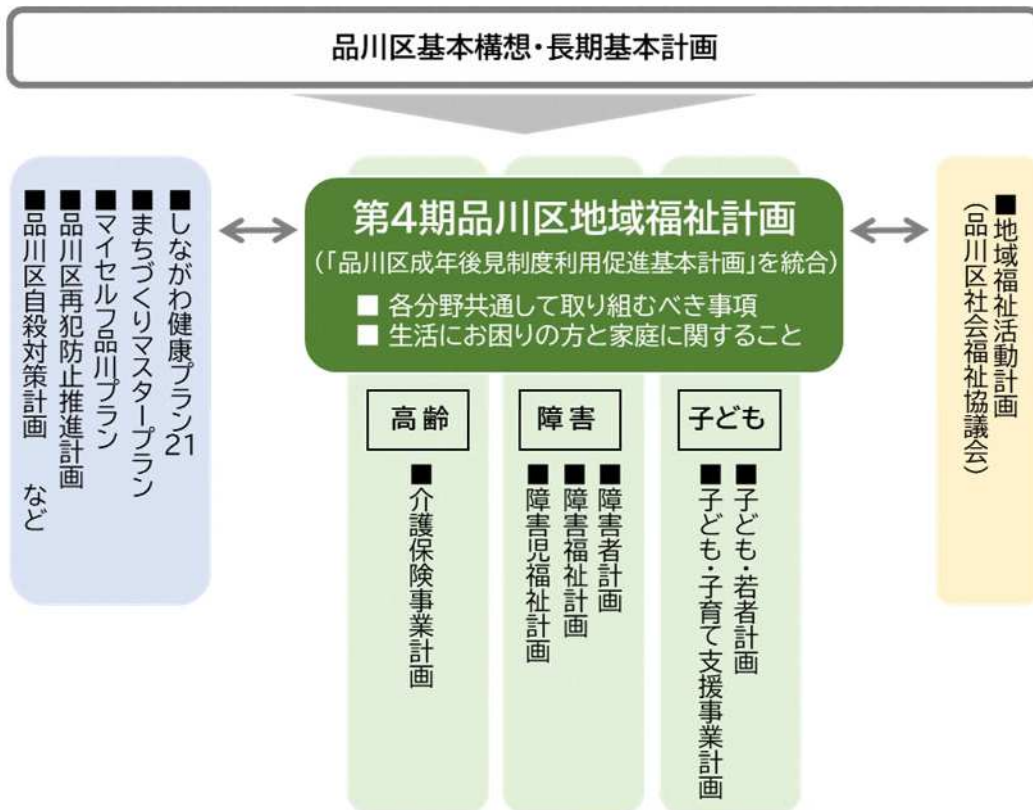 品川区基本構想・長期基本計画
第4期品川区地域福祉計画
(「品川区成年後見制度利用促進基本計画」を統合)
■ 各分野共通して取り組むべき事項
■ 生活にお困りの方と家庭に関すること
■しながわ健康プラン21
■まちづくりマスタープラン
■マイセルフ品川プラン
■品川区再犯防止推進計画
■品川区自殺対策計画 など
高齢
■介護保険事業計画
障害
■障害者計画
■障害福祉計画
■障害児福祉計画
子ども
■子ども・若者計画
■子ども・子育て支援事業計画
■地域福祉活動計画
(品川区社会福祉協議会)